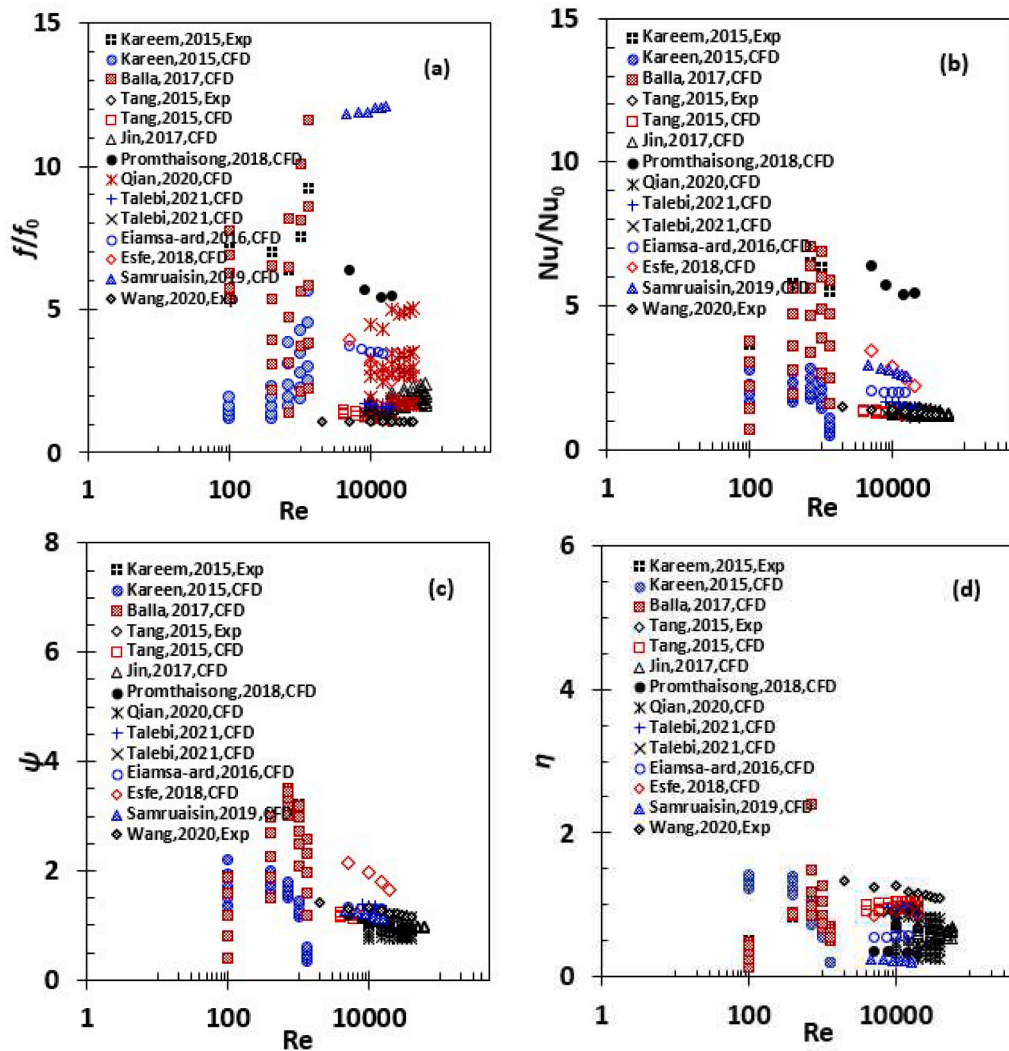 15
10
5
0
f/f0
Kareem,2015,Exp
Kareen,2015,CFD
Balla,2017,CFD
Tang,2015,Exp
Tang,2015,CFD
Jin,2017,CFD
Promthaisong,2018,CFD
Qian,2020,CFD
Talebi,2021,CFD
Talebi,2021,CFD
Eiamsa-ard,2016,CFD
Esfe,2018,CFD
Samruaisin,2019,CFD
Wang,2020,Exp
(a)
1 100 10000
Re
15
10
5
0
Nu/Nu0
Kareem,2015,Exp
Kareen,2015,CFD
Balla,2017,CFD
Tang,2015,Exp
Tang,2015,CFD
Jin,2017,CFD
Promthaisong,2018,CFD
Qian,2020,CFD
Talebi,2021,CFD
Talebi,2021,CFD
Eiamsa-ard,2016,CFD
Esfe,2018,CFD
Samruaisin,2019,CFD
Wang,2020,Exp
(b)
1 100 10000
Re
8
6
4
2
0
ψ
Kareem,2015,Exp
Kareen,2015,CFD
Balla,2017,CFD
Tang,2015,Exp
Tang,2015,CFD
Jin,2017,CFD
Promthaisong,2018,CFD
Qian,2020,CFD
Talebi,2021,CFD
Talebi,2021,CFD
Eiamsa-ard,2016,CFD
Esfe,2018,CFD
Samruaisin,2019,CFD
Wang,2020,Exp
(c)
1 100 10000
Re
6
4
2
0
η
Kareem,2015,Exp
Kareen,2015,CFD
Balla,2017,CFD
Tang,2015,Exp
Tang,2015,CFD
Jin,2017,CFD
Promthaisong,2018,CFD
Qian,2020,CFD
Talebi,2021,CFD
Talebi,2021,CFD
Eiamsa-ard,2016,CFD
Esfe,2018,CFD
Samruaisin,2019,CFD
Wang,2020,Exp
(d)
1 100 10000
Re